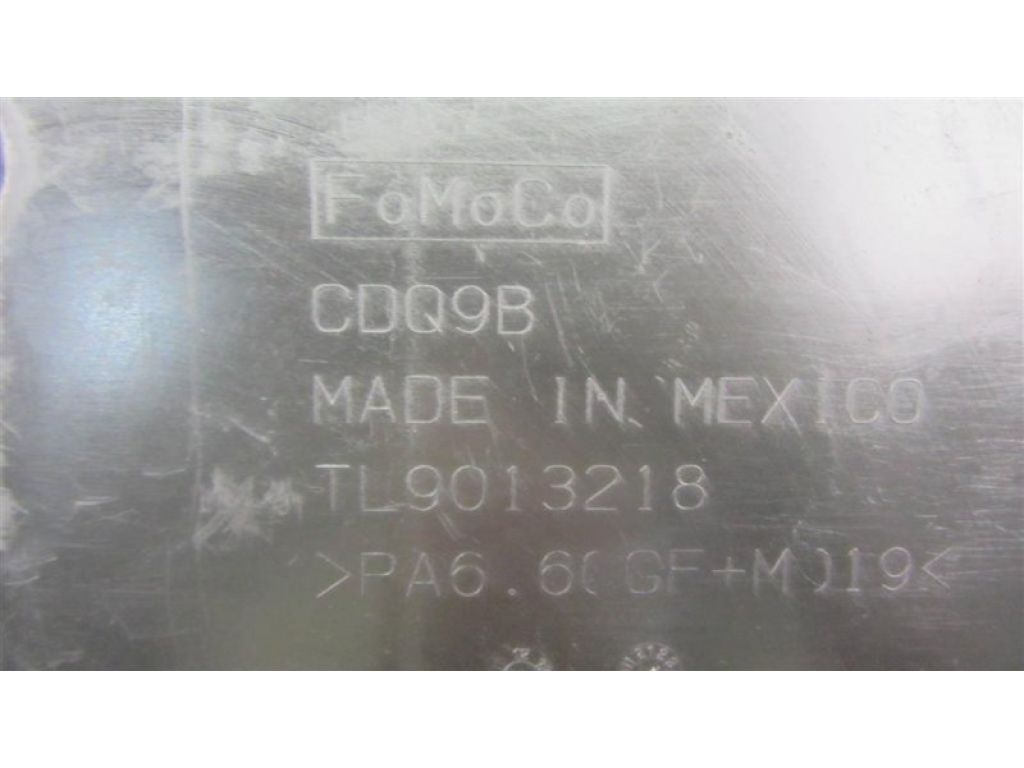 FoMoCo
CDQ9B
MADE IN MEXICO
TL9013218
>PA6.6(GF+M)19<